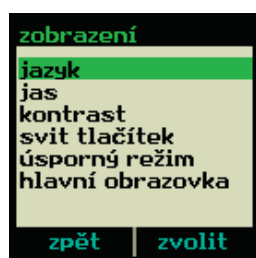 zobrazení
jazyk
jas
kontrast
svit tlačítek
úsporný režim
hlavní obrazovka
zpět zvolit